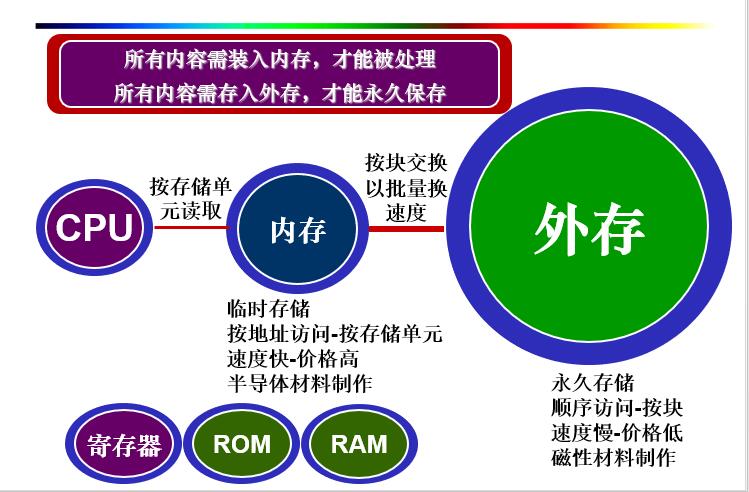 所有内容需装入内存，才能被处理
所有内容需存入外存，才能永久保存
CPU
按存储单
元读取
内存
按块交换
以批量换
速度
外存
临时存储
按地址访问-按存储单元
速度快-价格高
半导体材料制作
永久存储
顺序访问-按块
速度慢-价格低
磁性材料制作
寄存器
ROM
RAM